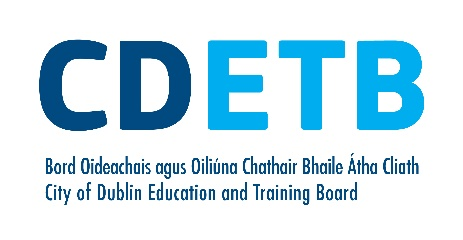 CDETB
Bord Oideachais agus Oiliúna Chathair Bhaile Átha Cliath
City of Dublin Education and Training Board